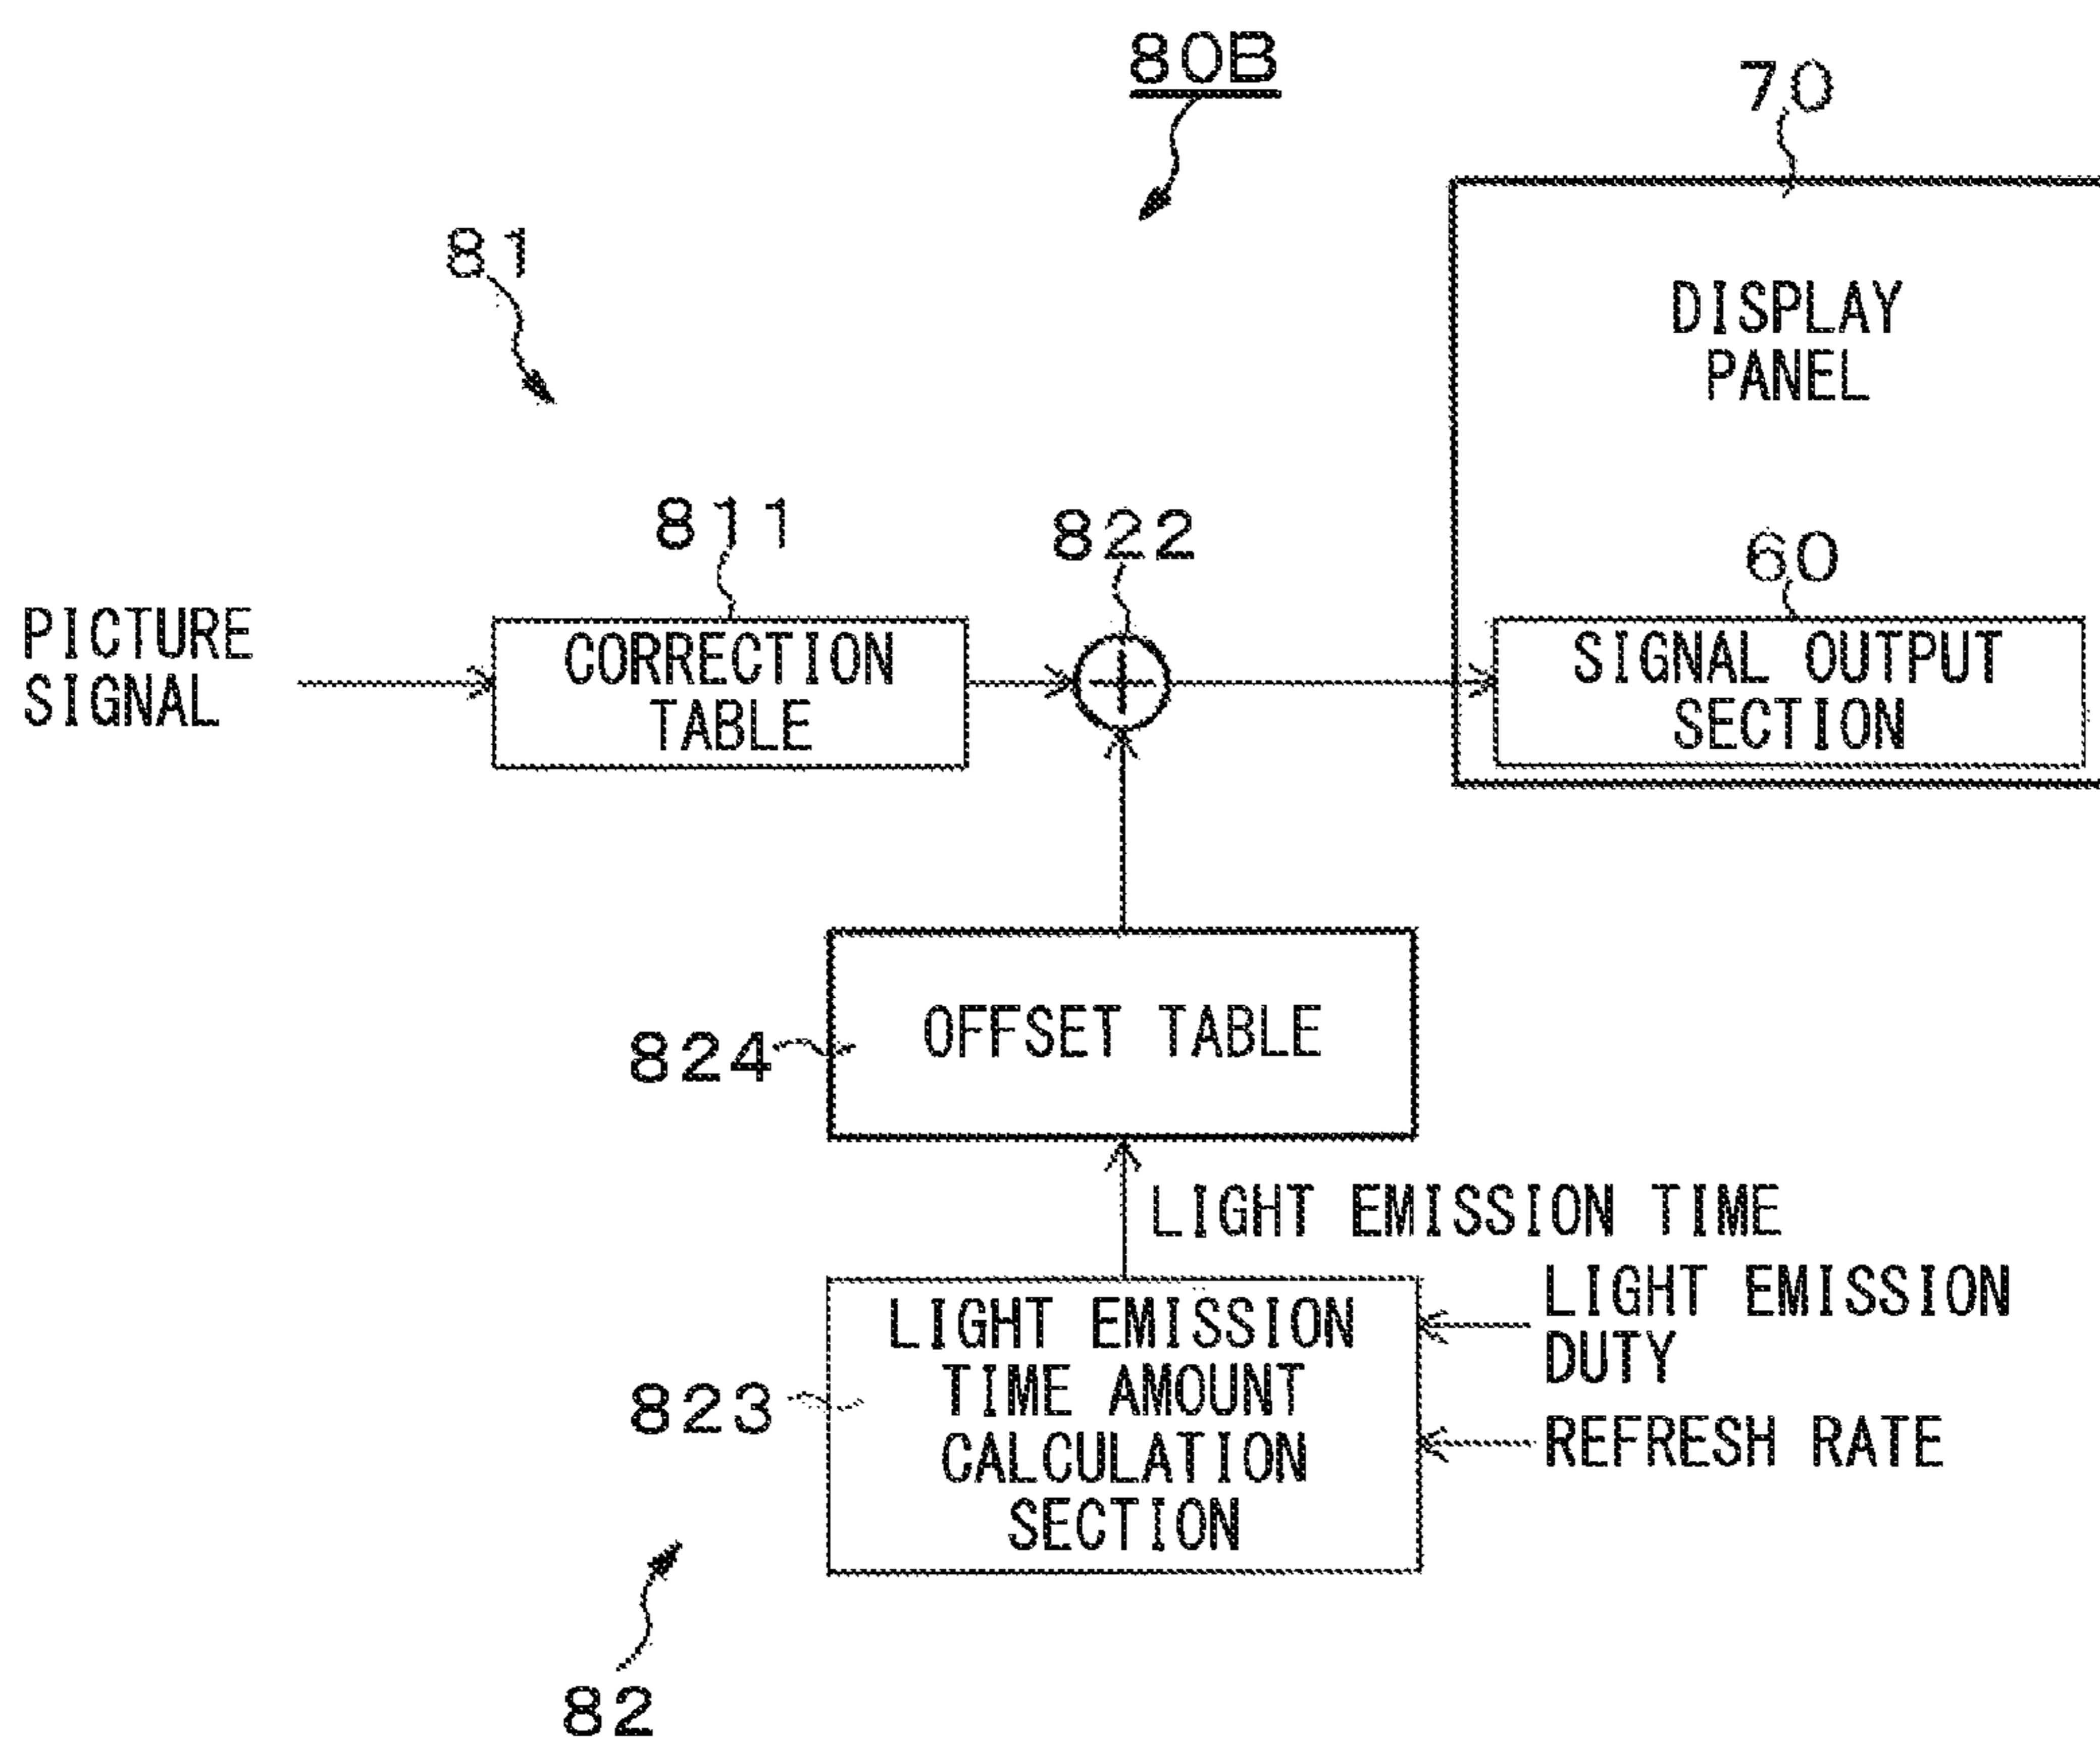 80B
70
81
DISPLAY
PANEL
811
822
60
PICTURE
SIGNAL
CORRECTION
TABLE
SIGNAL OUTPUT
SECTION
824
OFFSET TABLE
LIGHT EMISSION TIME
LIGHT EMISSION
TIME AMOUNT
CALCULATION
SECTION
823
LIGHT EMISSION
DUTY
REFRESH RATE
82